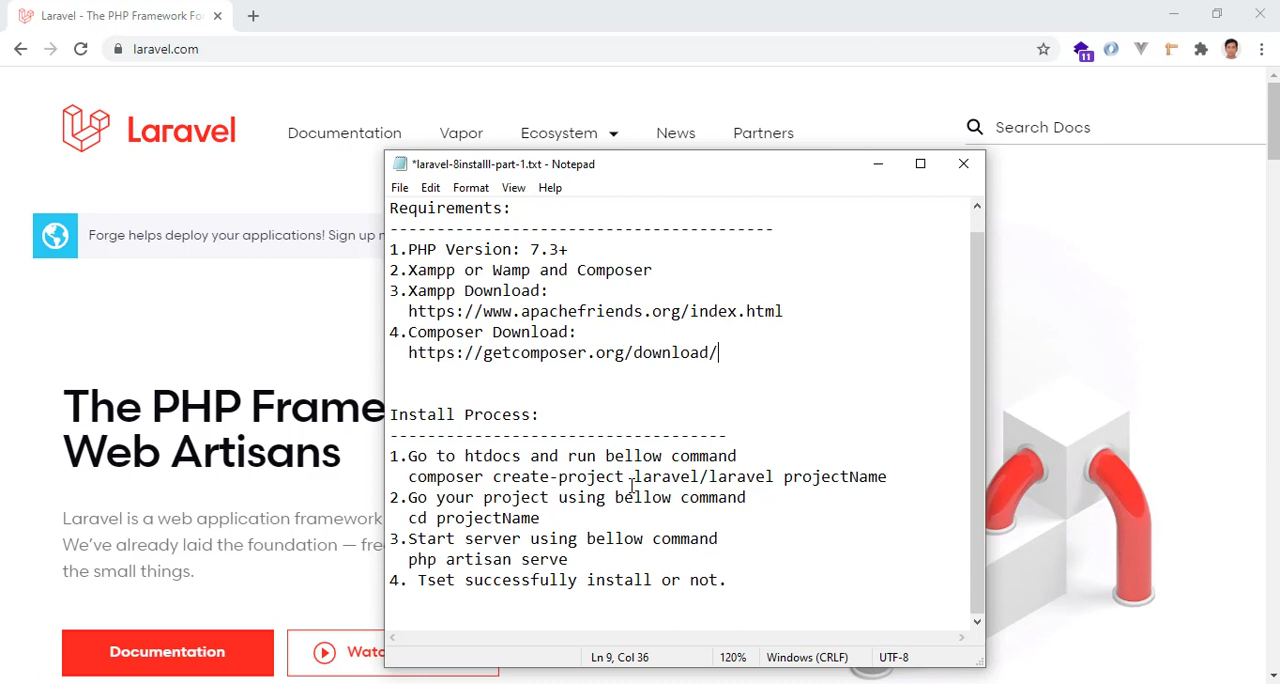 Laravel - The PHP Framework For
laravel.com
11
Laravel
Documentation Vapor Ecosystem News Partners
Search Docs
Forge helps deploy your applications! Sign up
The PHP Frame
Web Artisans
Laravel is a web application framework
We've already laid the foundation — fre
the small things.
Documentation
Watc
*laravel-8installl-part-1.txt - Notepad
File Edit Format View Help
Requirements:
-----------------------------------------
1.PHP Version: 7.3+
2.Xampp or Wamp and Composer
3.Xampp Download:
https://www.apachefriends.org/index.html
4.Composer Download:
https://getcomposer.org/download/
Install Process:
------------------------------------
1.Go to htdocs and run bellow command
composer create-project laravel/laravel projectName
2.Go your project using bellow command
cd projectName
3.Start server using bellow command
php artisan serve
4. Tset successfully install or not.
Ln 9, Col 36 120% Windows (CRLF) UTF-8